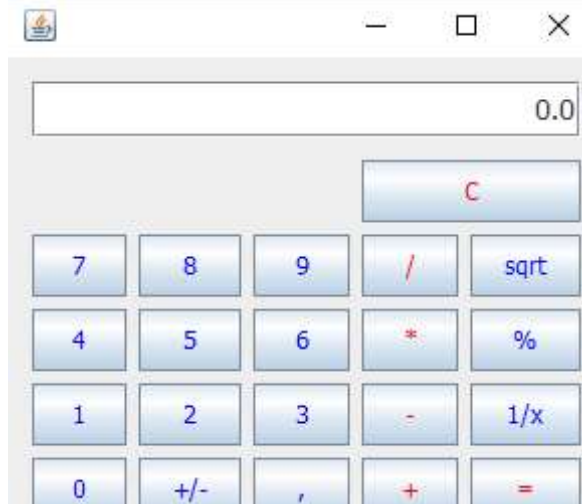 0.0
C
7 8 9 / sqrt
4 5 6 * %
1 2 3 - 1/x
0 +/- , + =